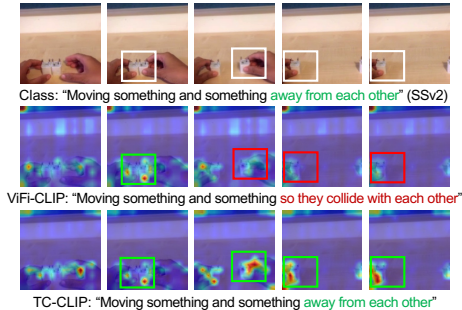 Class: “Moving something and something away from each other” (SSv2)
ViFi-CLIP: “Moving something and something so they collide with each other”
TC-CLIP: “Moving something and something away from each other”